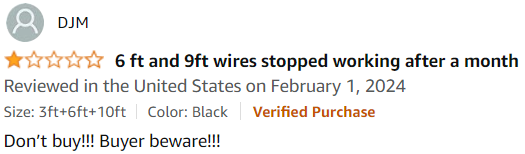 DJM
6 ft and 9ft wires stopped working after a month
Reviewed in the United States on February 1, 2024
Size: 3ft+6ft+10ft | Color: Black | Verified Purchase
Don’t buy!!! Buyer beware!!!